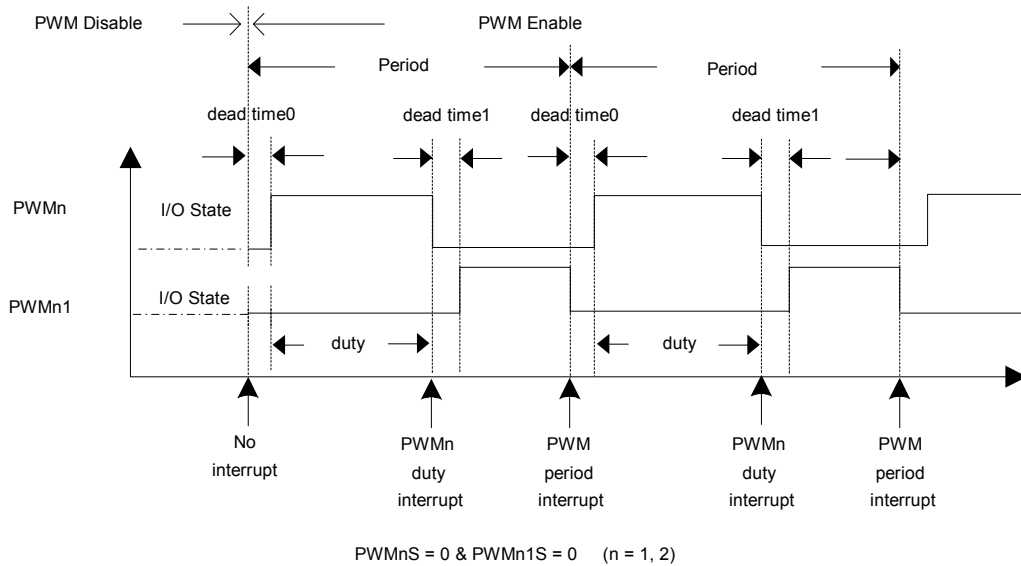 PWM Disable PWM Enable
Period Period
dead time0 dead time1 dead time0 dead time1
PWMn I/O State
PWMn1 I/O State
duty duty
No interrupt
PWMn duty interrupt
PWM period interrupt
PWMn duty interrupt
PWM period interrupt
PWMnS = 0 & PWMn1S = 0 (n = 1, 2)